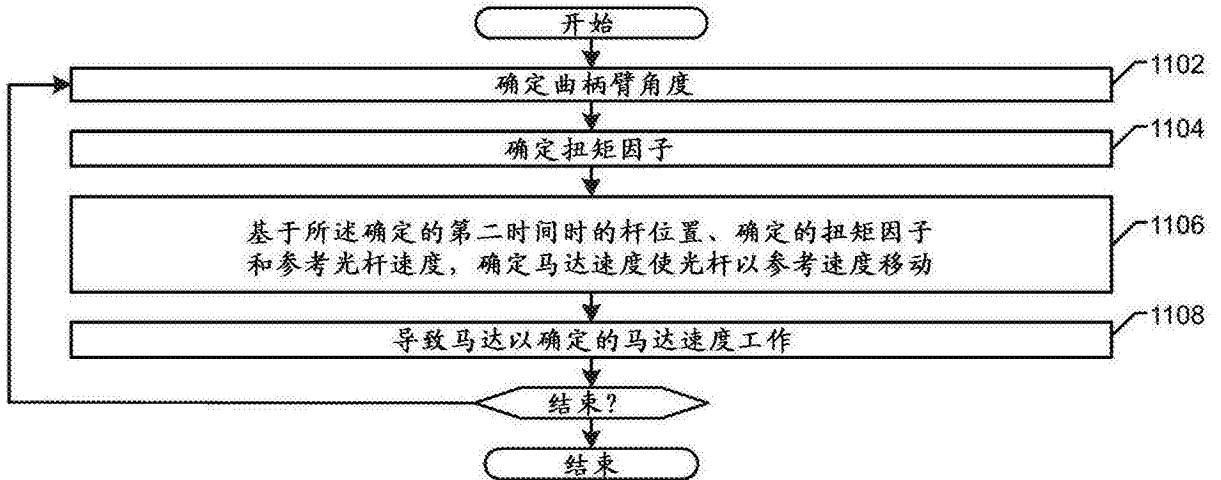 开始
确定曲柄臂角度
1102
确定扭矩因子
1104
基于所述确定的第二时间时的杆位置、确定的扭矩因子
和参考光杆速度，确定马达速度使光杆以参考速度移动
1106
导致马达以确定的马达速度工作
1108
结束?
结束